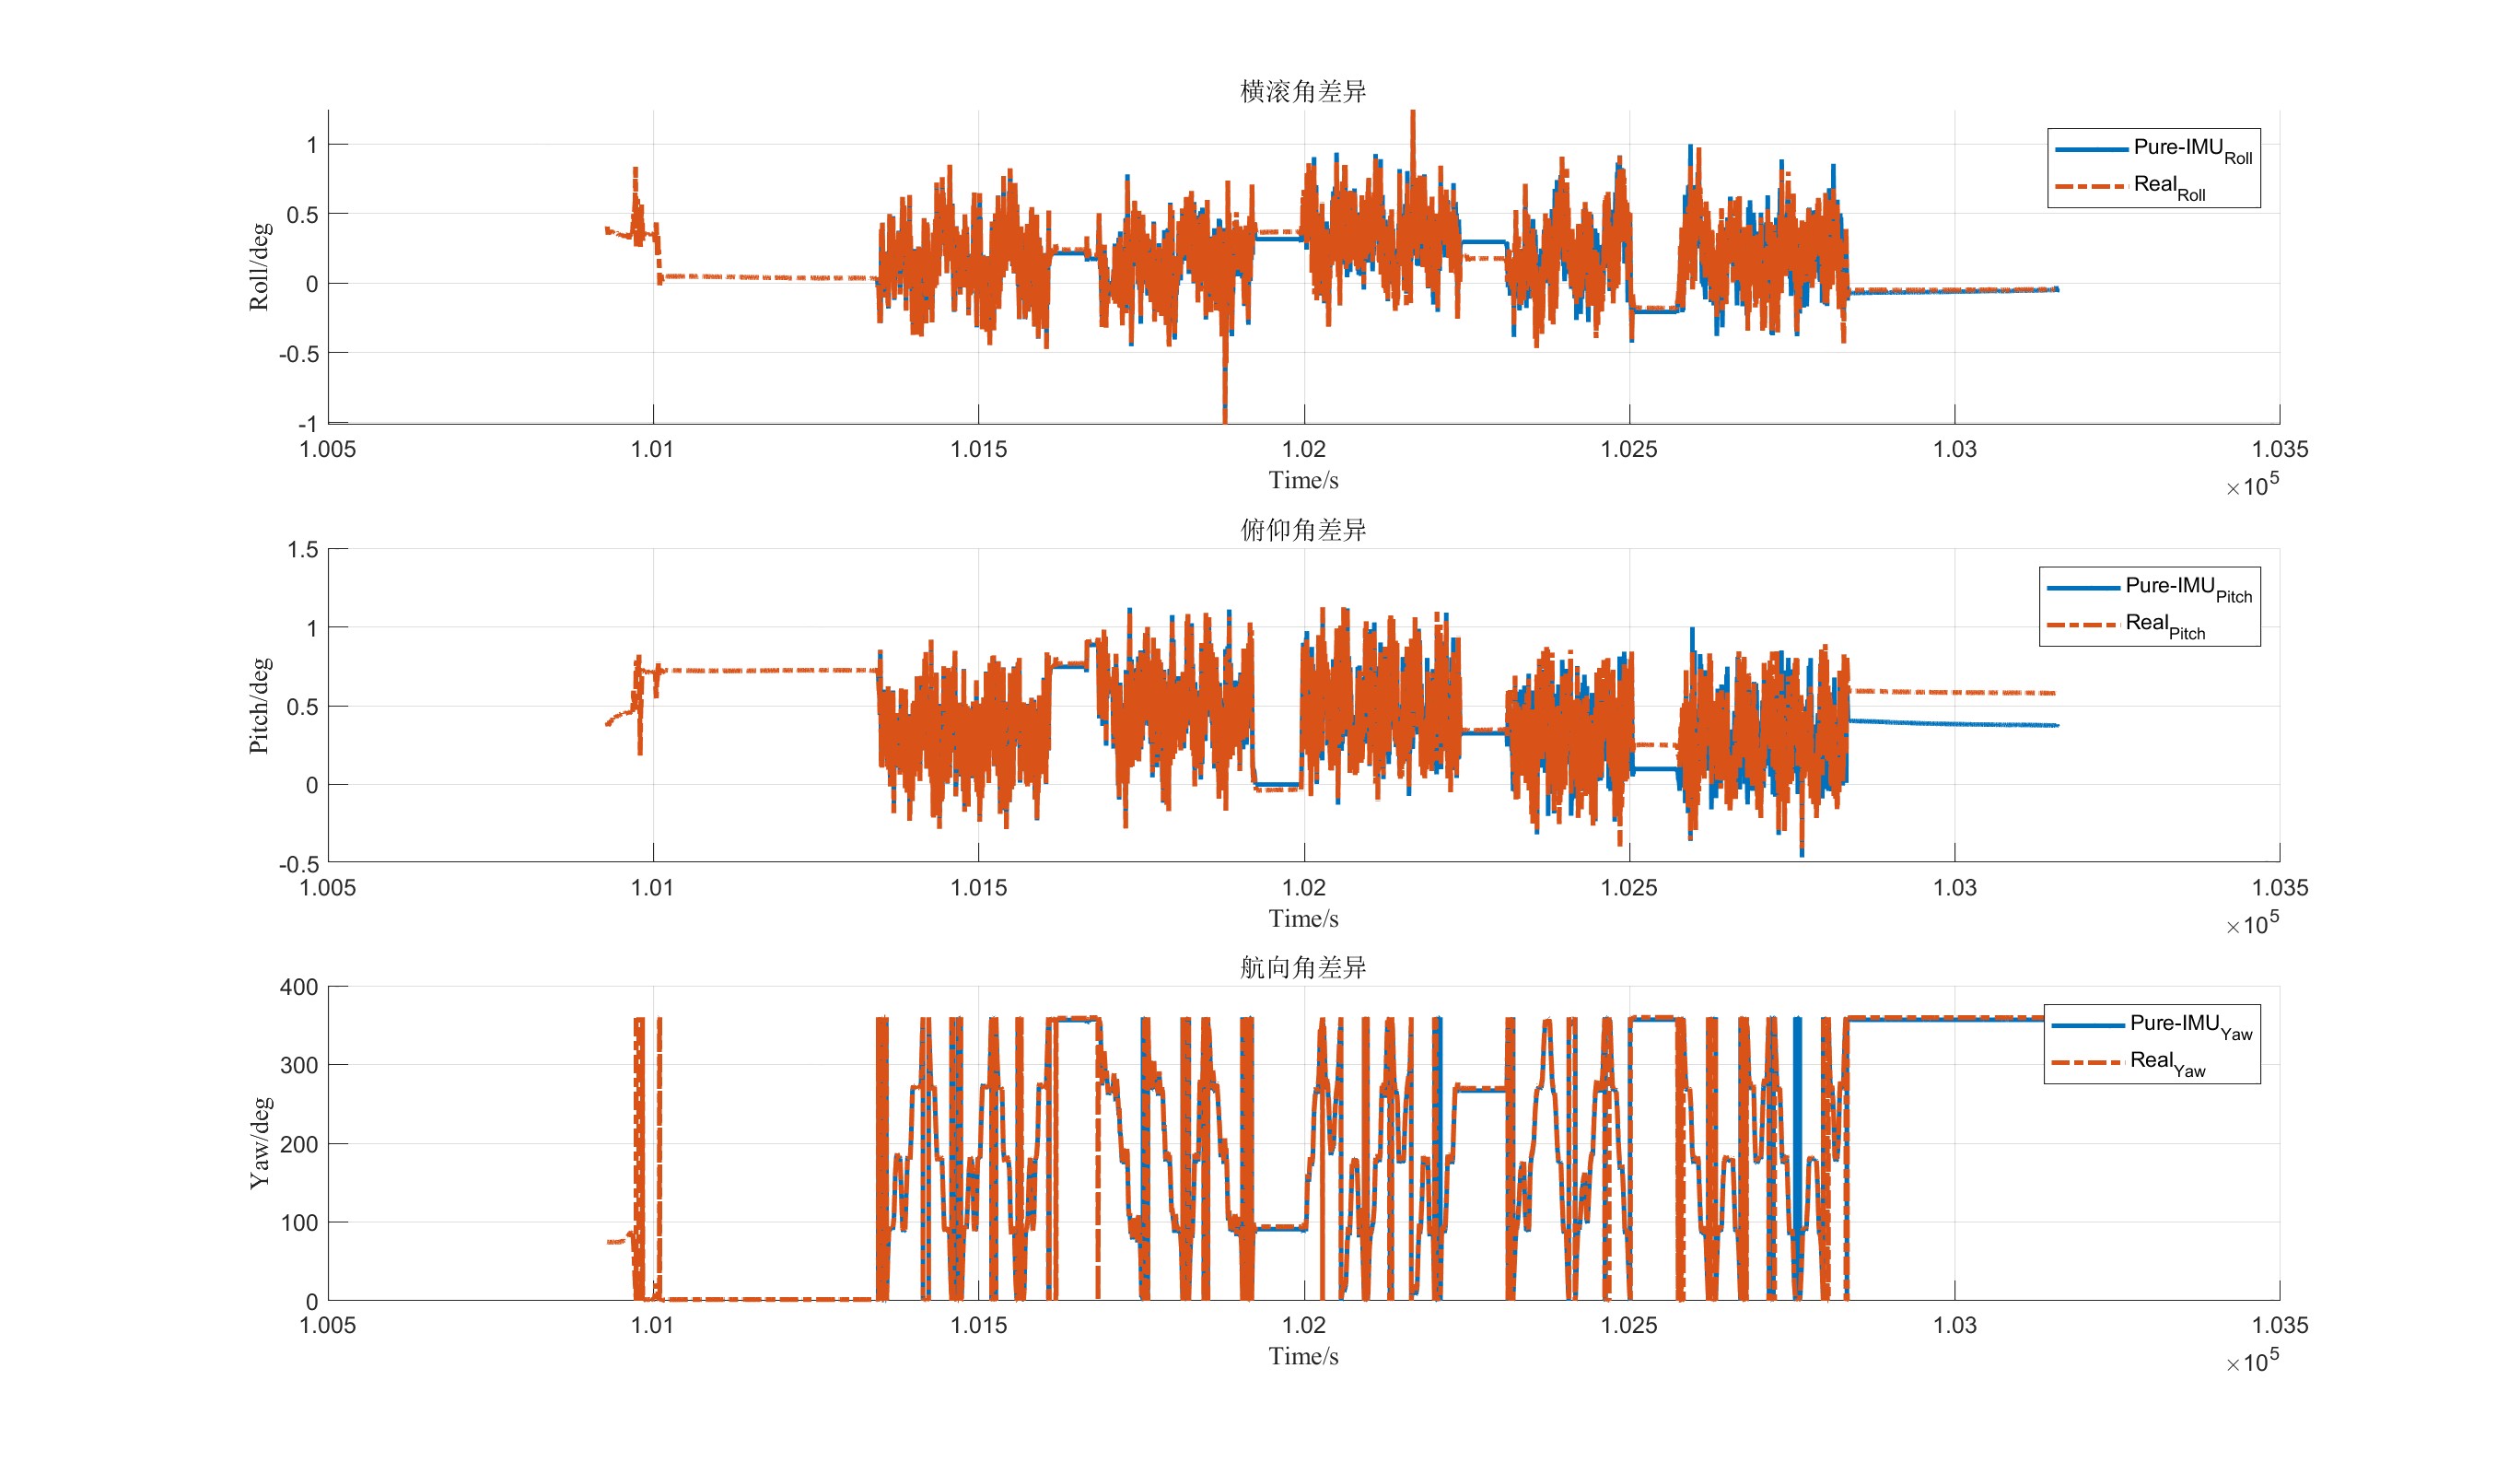 横滚角差异
Roll/deg
1
0.5
0
-0.5
-1
Pure-IMU_Roll
Real_Roll
1.005 1.01 1.015 1.02 1.025 1.03 1.035
Time/s
×10^5
俯仰角差异
Pitch/deg
1.5
1
0.5
0
-0.5
Pure-IMU_Pitch
Real_Pitch
1.005 1.01 1.015 1.02 1.025 1.03 1.035
Time/s
×10^5
航向角差异
Yaw/deg
400
300
200
100
0
Pure-IMU_Yaw
Real_Yaw
1.005 1.01 1.015 1.02 1.025 1.03 1.035
Time/s
×10^5